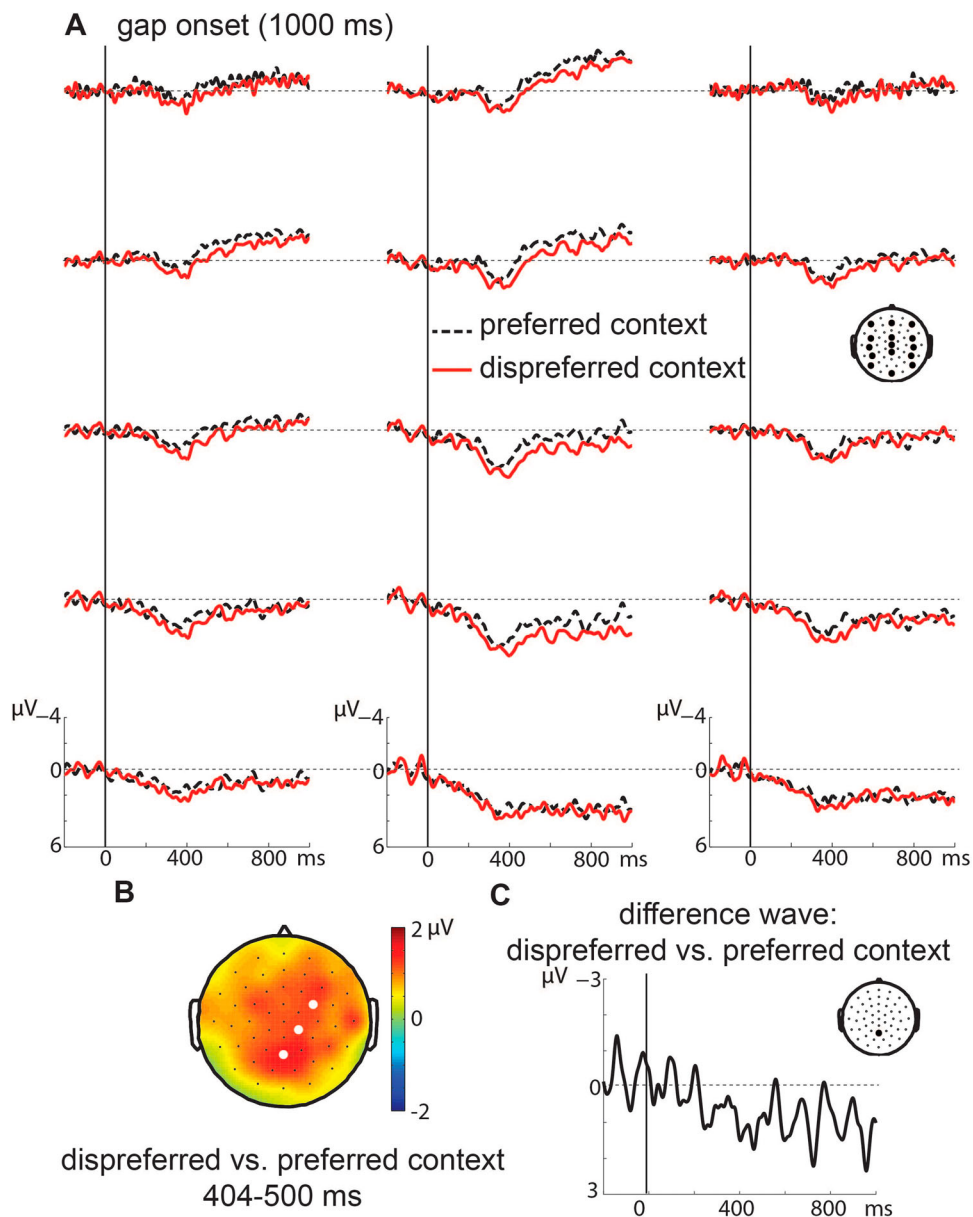 A gap onset (1000 ms)
preferred context
dispreferred context
µV −4 µV −4 µV −4
0 0 0
6 6 6
0 400 800 ms 0 400 800 ms 0 400 800 ms
B
2 µV
0
-2
dispreferred vs. preferred context
404-500 ms
C
difference wave:
dispreferred vs. preferred context
µV −3
0
3
0 400 800 ms